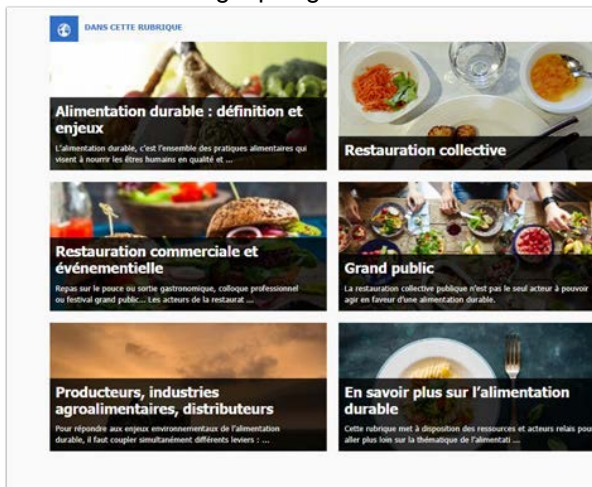 DANS CETTE RUBRIQUE
Alimentation durable : définition et
enjeux
L'alimentation durable, c'est l'ensemble des pratiques alimentaires qui
visent à nourrir les êtres humains en qualité et ...
Restauration collective
Restauration commerciale et
événementielle
Repas sur le pouce ou sortie gastronomique, colloque professionnel
ou festival grand public... Les acteurs de la restaurat ...
Grand public
La restauration collective publique n'est pas le seul acteur à pouvoir
agir en faveur d'une alimentation durable.
Producteurs, industries
agroalimentaires, distributeurs
Pour répondre aux enjeux environnementaux de l'alimentation
durable, il faut coupler simultanément différents leviers : ...
En savoir plus sur l'alimentation
durable
Cette rubrique met à disposition des ressources et acteurs relais pour
aller plus loin sur la thématique de l'alimentati ...